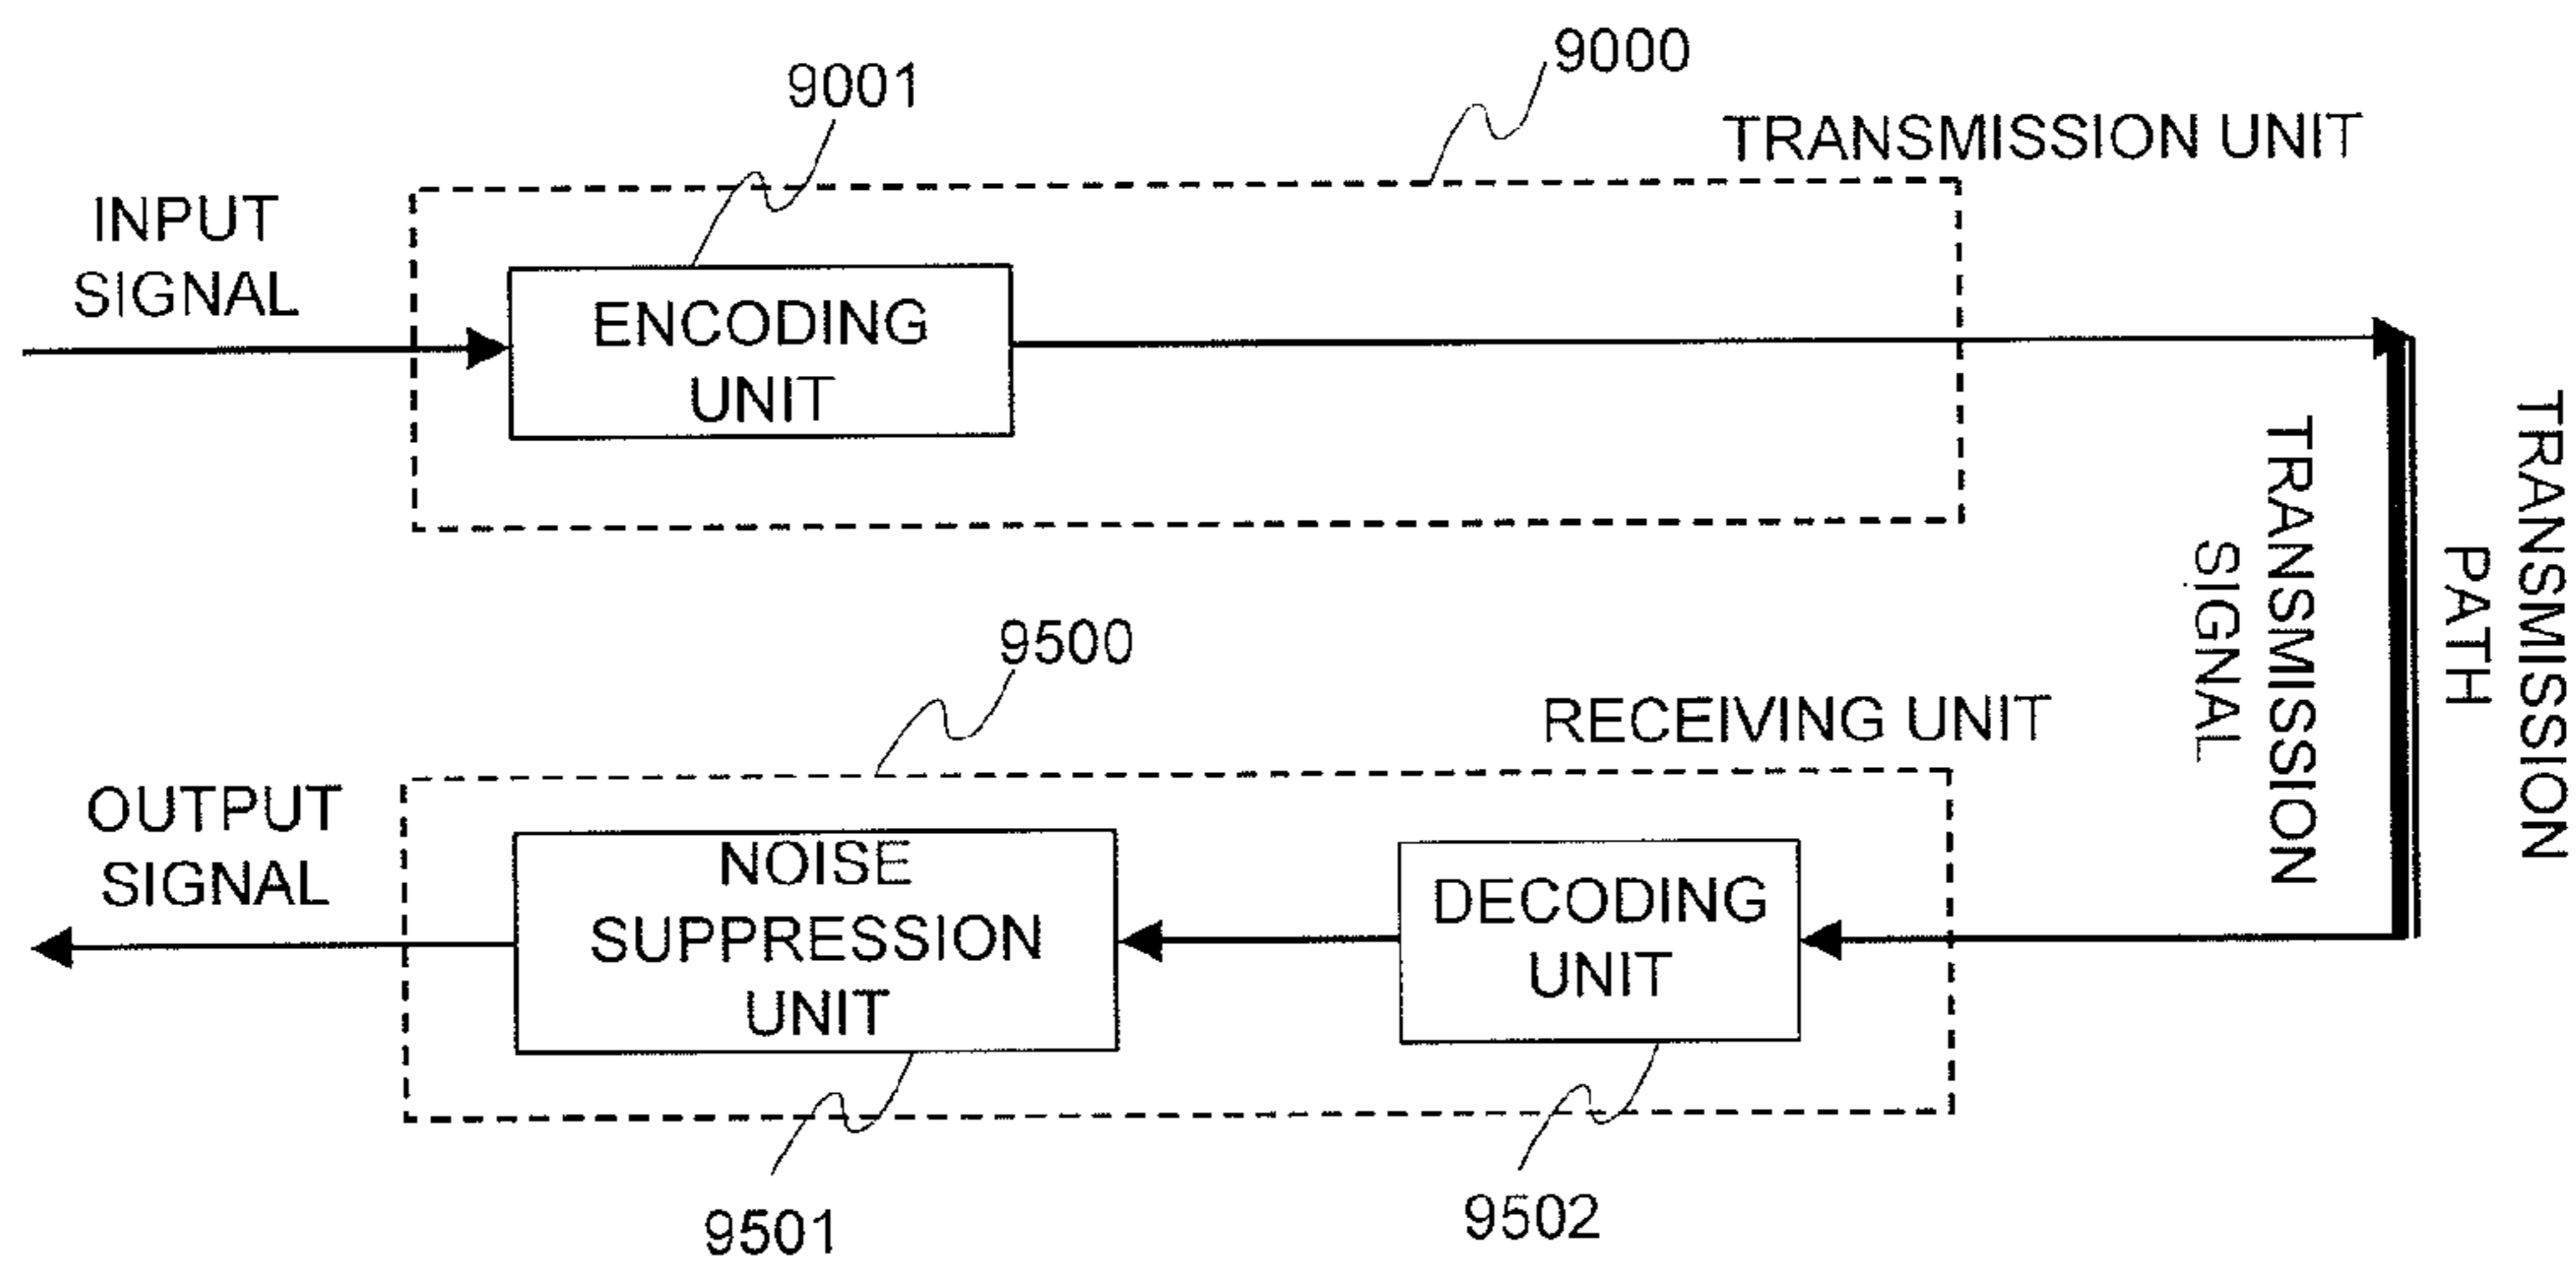 9000
9001
TRANSMISSION UNIT
INPUT
SIGNAL
ENCODING
UNIT
TRANSMISSION
PATH
TRANSMISSION
SIGNAL
9500
RECEIVING UNIT
OUTPUT
SIGNAL
NOISE
SUPPRESSION
UNIT
DECODING
UNIT
9501
9502